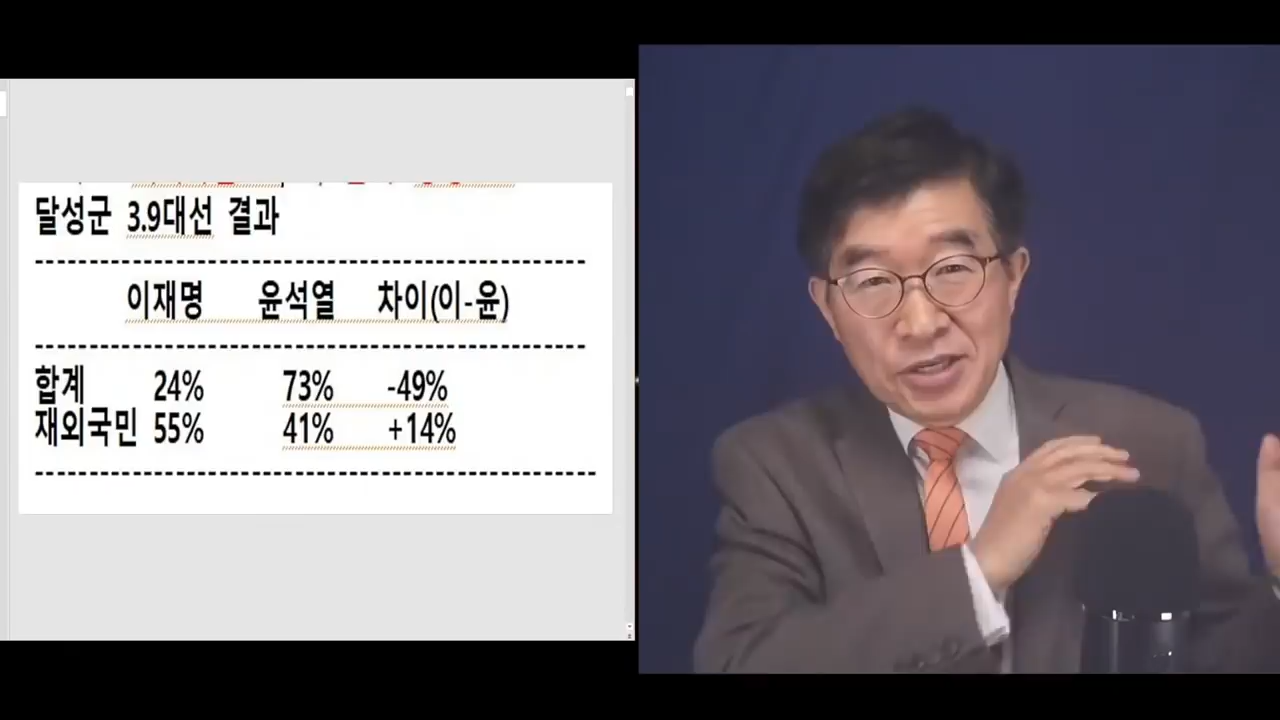 달성군 3.9대선 결과
이재명 윤석열 차이(이-윤)
합계 24% 73% -49%
재외국민 55% 41% +14%